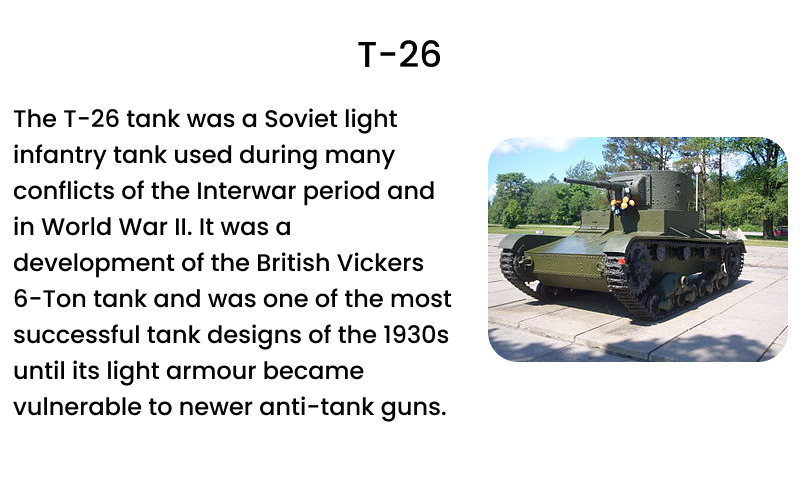 T-26
The T-26 tank was a Soviet light
infantry tank used during many
conflicts of the Interwar period and
in World War II. It was a
development of the British Vickers
6-Ton tank and was one of the most
successful tank designs of the 1930s
until its light armour became
vulnerable to newer anti-tank guns.